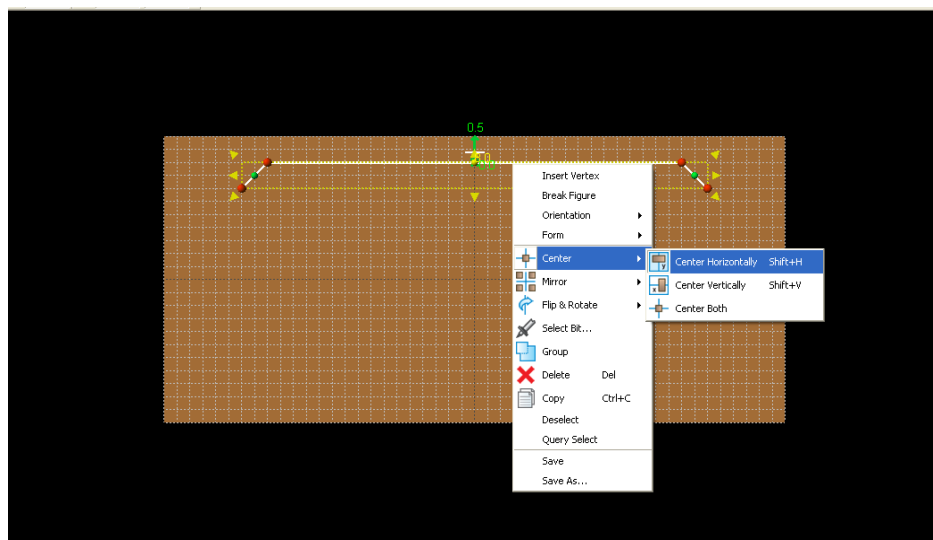 0.5
Insert Vertex
Break Figure
Orientation
Form
Center
Center Horizontally Shift+H
Mirror
Center Vertically Shift+V
Flip & Rotate
Center Both
Select Bit...
Group
Delete Del
Copy Ctrl+C
Deselect
Query Select
Save
Save As...